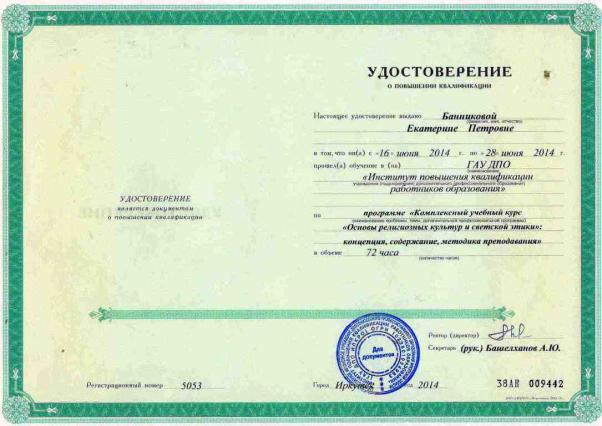 УДОСТОВЕРЕНИЕ
является документом
о повышении квалификации
Регистрационный номер 5053
УДОСТОВЕРЕНИЕ
О ПОВЫШЕНИИ КВАЛИФИКАЦИИ
Настоящее удостоверение выдано Банниковой
(фамилия, имя, отчество)
Екатерине Петровне
в том, что он(а) с «16» июня 2014 г. по «28» июня 2014 г.
прошел(а) обучение в (на) ГАУ ДПО
(наименование)
«Институт повышения квалификации
учреждения (подразделения) дополнительного профессионального образования)
работников образования»
по программе «Комплексный учебный курс
(наименование проблемы, темы, дополнительной профессиональной программы)
«Основы религиозных культур и светской этики»:
концепция, содержание, методика преподавания»
в объеме 72 часа
(количество часов)
Для
документов
Ректор (директор)
Секретарь (рук.) Башелханов А.Ю.
Город Иркутск год 2014
38АК 009442